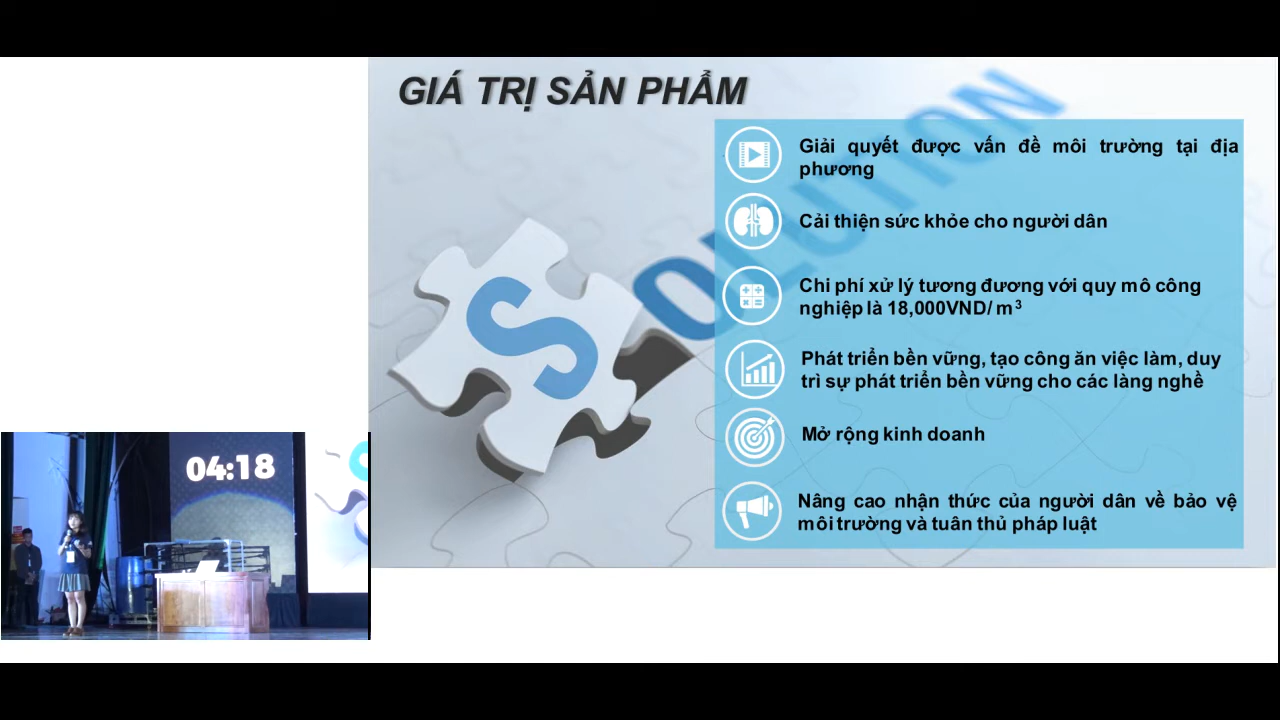 GIÁ TRỊ SẢN PHẨM
SOLUTION
Giải quyết được vấn đề môi trường tại địa
phương
Cải thiện sức khỏe cho người dân
Chi phí xử lý tương đương với quy mô công
nghiệp là 18,000VND/ m³
Phát triển bền vững, tạo công ăn việc làm, duy
trì sự phát triển bền vững cho các làng nghề
Mở rộng kinh doanh
Nâng cao nhận thức của người dân về bảo vệ
môi trường và tuân thủ pháp luật
04:18